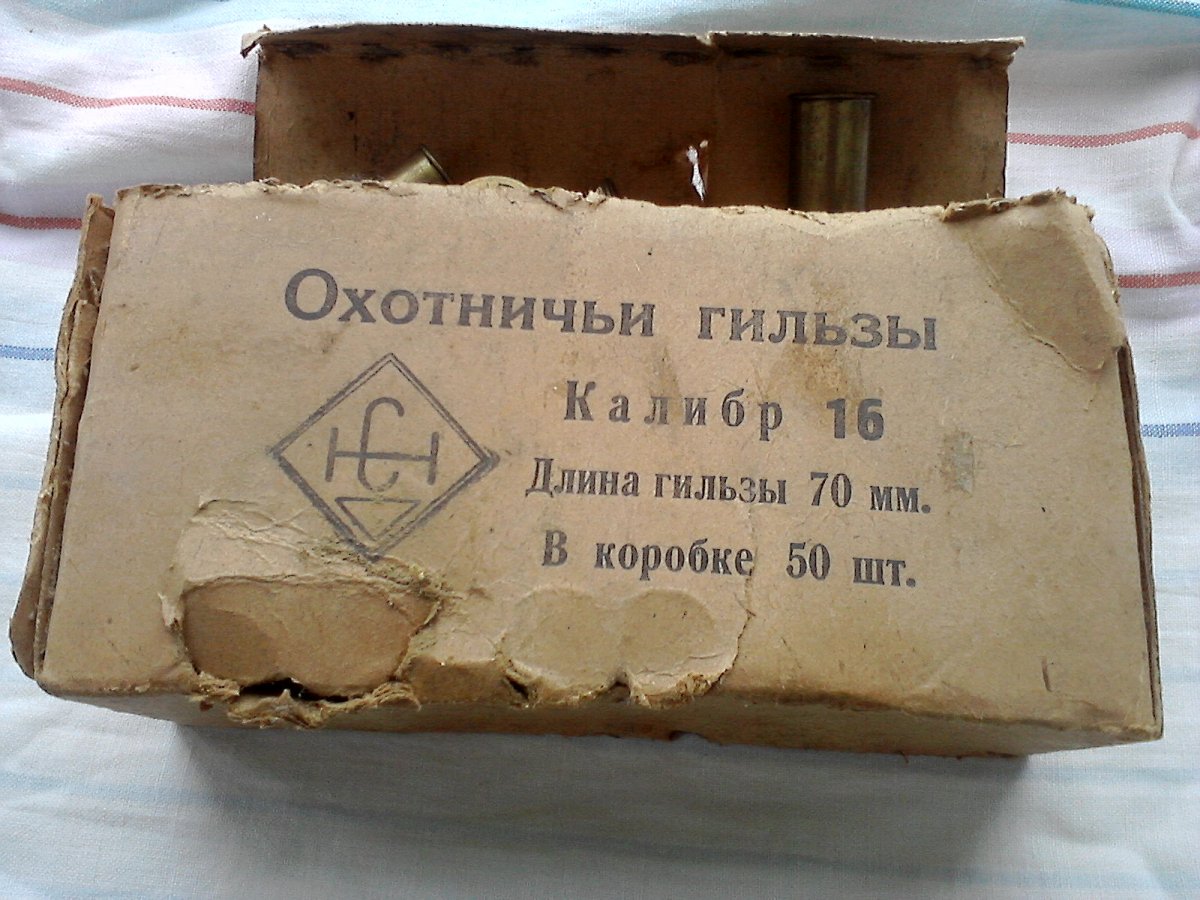 Охотничьи гильзы
Калибр 16
Длина гильзы 70 мм.
В коробке 50 шт.